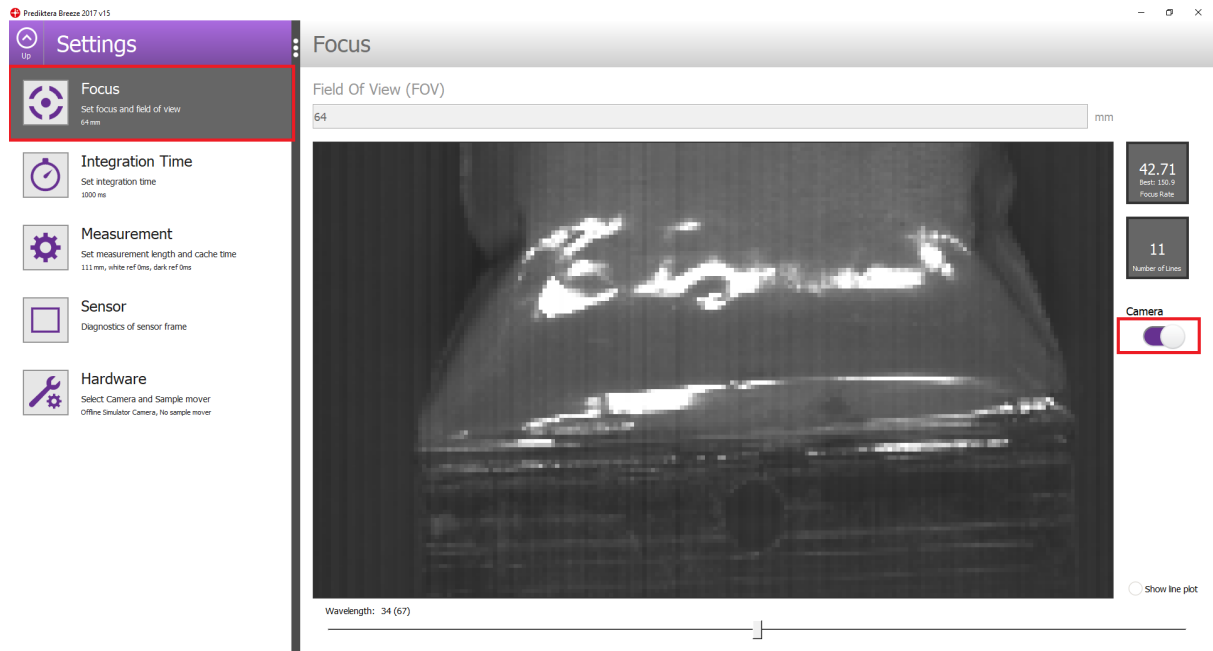 Prediktera Breeze 2017 v15
Up
Settings
Focus
Set focus and field of view
64 mm
Integration Time
Set integration time
1000 ms
Measurement
Set measurement length and cache time
111 mm, white ref 0ms, dark ref 0ms
Sensor
Diagnostics of sensor frame
Hardware
Select Camera and Sample mover
Offline Simulator Camera, No sample mover
Focus
Field Of View (FOV)
64 mm
42.71
Best: 150.9
Focus Rate
11
Number of Lines
Camera
Show line plot
Wavelength: 34 (67)